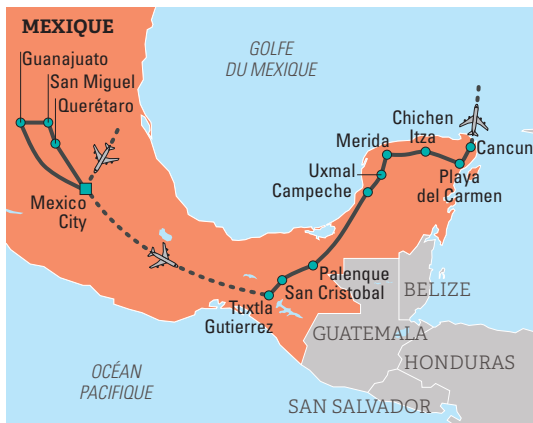 MEXIQUE
Guanajuato
San Miguel
Querétaro
Mexico
City
GOLFE
DU MEXIQUE
Chichen
Itza
Merida
Cancun
Uxmal
Campeche
Playa
del Carmen
Palenque
San Cristobal
Tuxtla
Gutierrez
BELIZE
GUATEMALA
HONDURAS
SAN SALVADOR
OCÉAN
PACIFIQUE